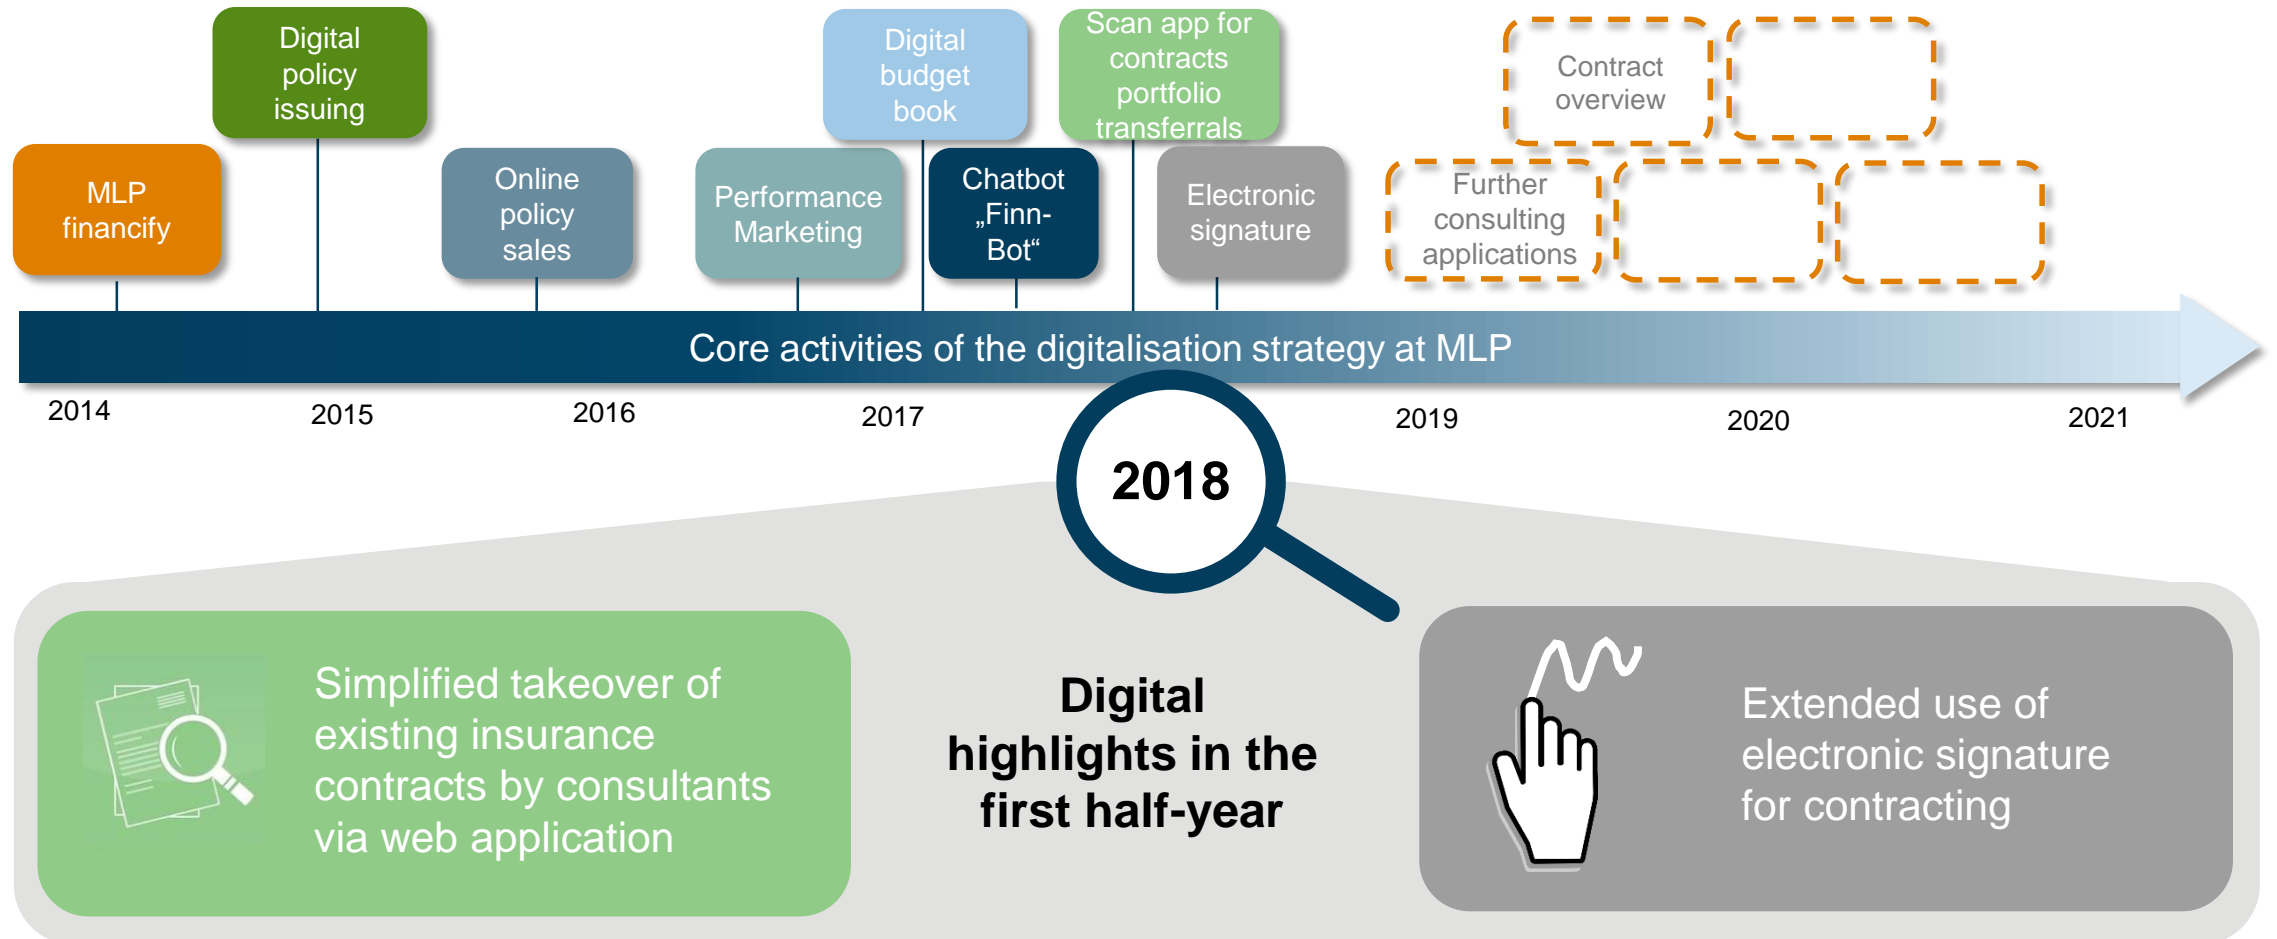 Digital
policy
issuing
Digital
budget
book
Scan app for
contracts
portfolio
transferrals
Contract
overview
MLP
financify
Online
policy
sales
Performance
Marketing
Chatbot
„Finn-
Bot“
Electronic
signature
Further
consulting
applications
Core activities of the digitalisation strategy at MLP
2014
2015
2016
2017
2018
2019
2020
2021
Simplified takeover of
existing insurance
contracts by consultants
via web application
Digital
highlights in the
first half-year
Extended use of
electronic signature
for contracting